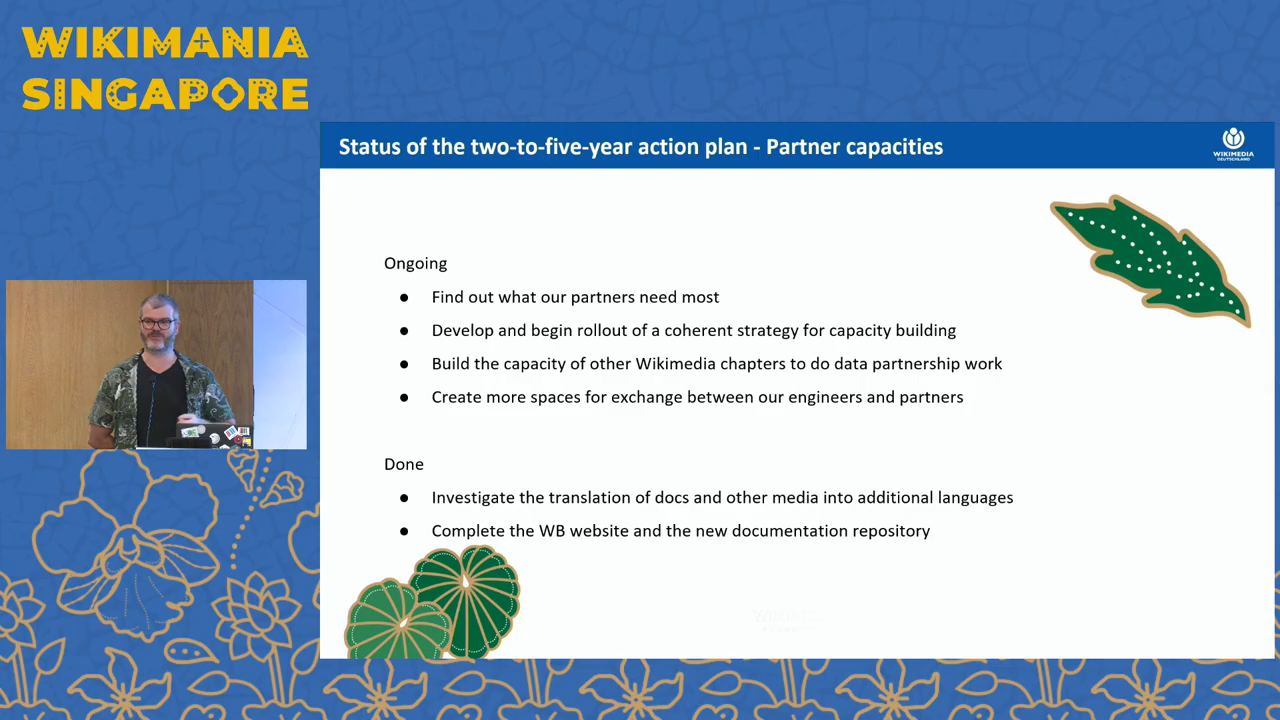 WIKIMANIA
SINGAPORE
Status of the two-to-five-year action plan - Partner capacities
WIKIMEDIA
DEUTSCHLAND
Ongoing
● Find out what our partners need most
● Develop and begin rollout of a coherent strategy for capacity building
● Build the capacity of other Wikimedia chapters to do data partnership work
● Create more spaces for exchange between our engineers and partners
Done
● Investigate the translation of docs and other media into additional languages
● Complete the WB website and the new documentation repository